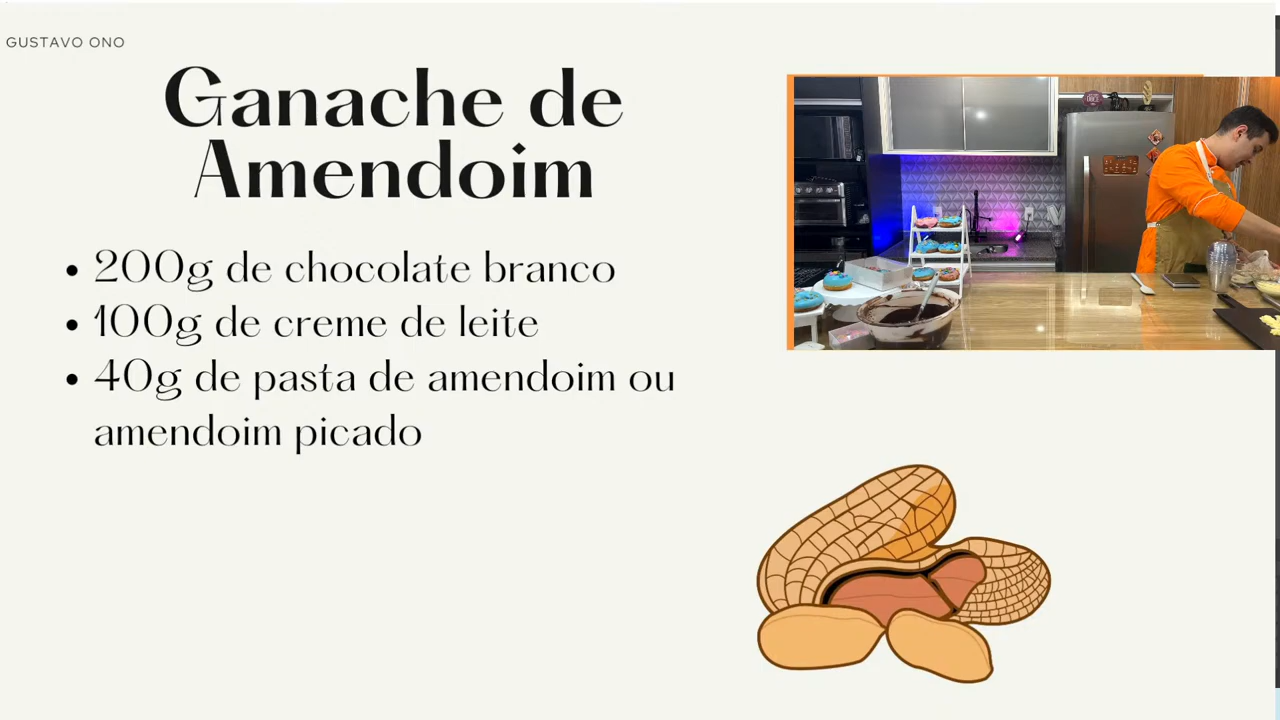 GUSTAVO ONO
Ganache de
Amendoim
• 200g de chocolate branco
• 100g de creme de leite
• 40g de pasta de amendoim ou
amendoim picado